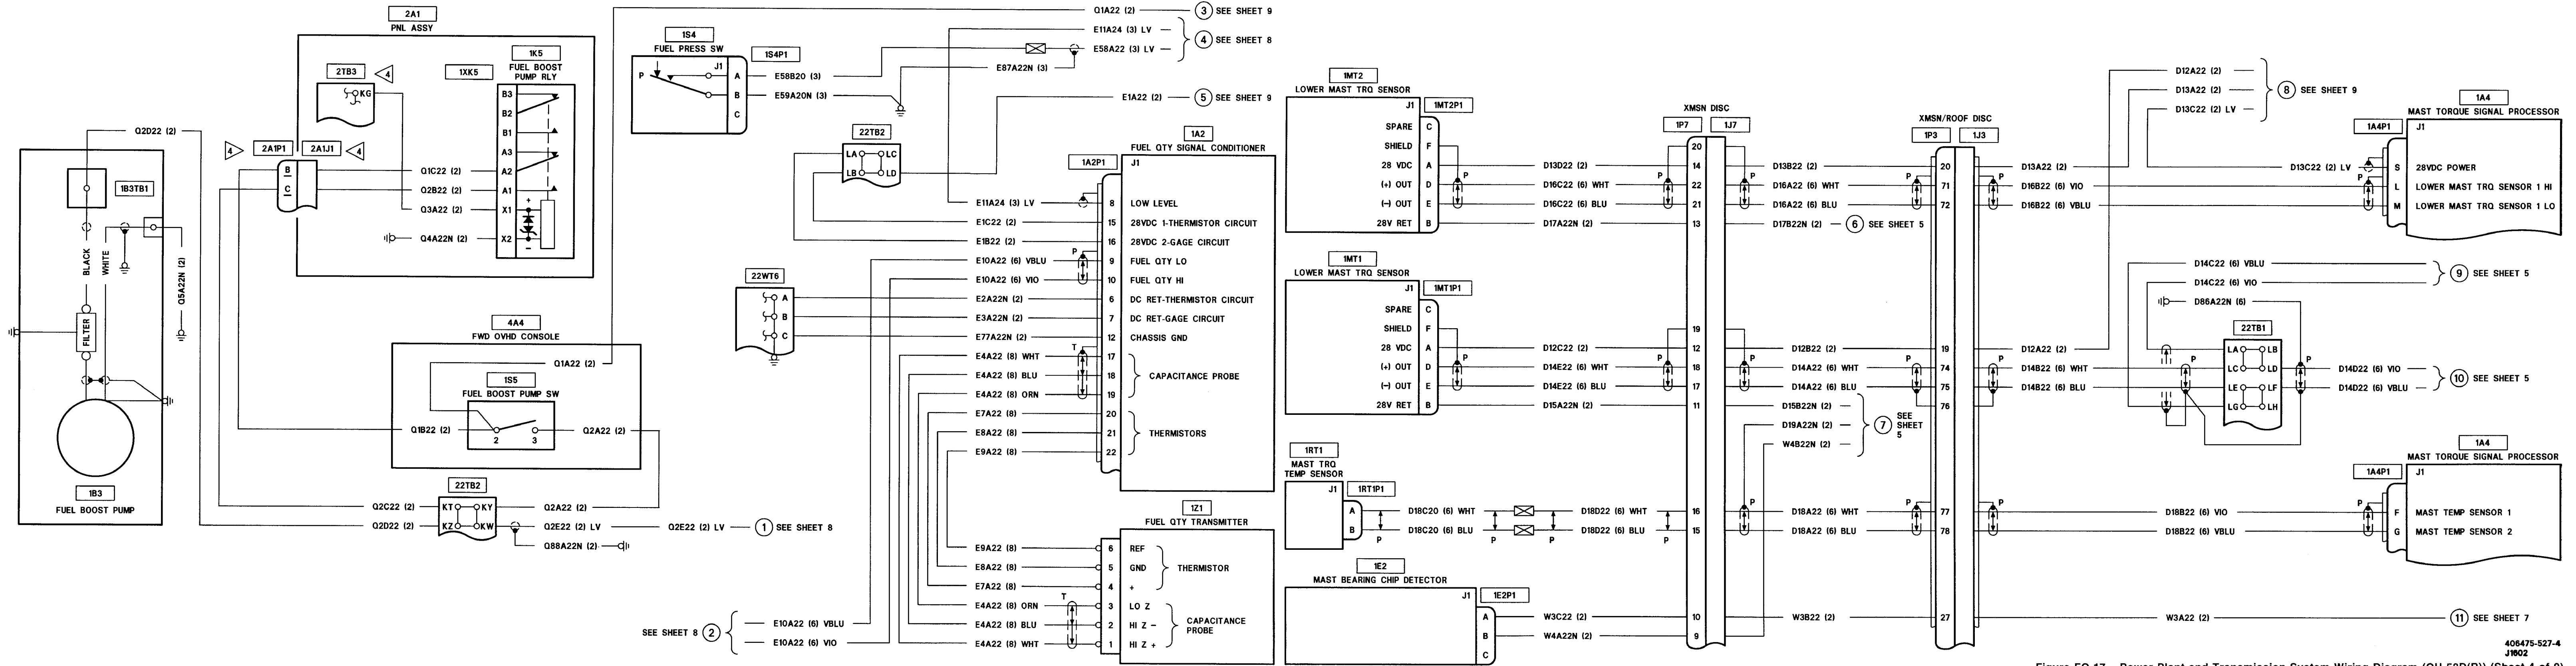 2A1
PNL ASSY
2TB3
4
KG
1XK5
1K5
FUEL BOOST
PUMP RLY
B3
B2
B1
A3
A2
A1
X1
X2
+
−
Q1C22 (2)
Q2B22 (2)
Q3A22 (2)
Q4A22N (2)
4
2A1P1
2A1J1
4
B
C
Q2D22 (2)
1B3TB1
BLACK
WHITE
Q5A22N (2)
FILTER
1B3
FUEL BOOST PUMP
4A4
FWD OVHD CONSOLE
Q1A22 (2)
1S5
FUEL BOOST PUMP SW
Q1B22 (2)
2
3
Q2A22 (2)
22TB2
Q2C22 (2)
KT
KY
Q2A22 (2)
Q2D22 (2)
KZ
KW
Q2E22 (2) LV
Q2E22 (2) LV
1
SEE SHEET 8
Q88A22N (2)
Q1A22 (2)
3
SEE SHEET 9
E11A24 (3) LV
4
SEE SHEET 8
E58A22 (3) LV
E87A22N (3)
1S4
FUEL PRESS SW
1S4P1
J1
P
A
B
C
E58B20 (3)
E59A20N (3)
E1A22 (2)
5
SEE SHEET 9
22TB2
LA
LC
LB
LD
22WT6
A
B
C
1A2
FUEL QTY SIGNAL CONDITIONER
1A2P1
J1
E11A24 (3) LV
8
LOW LEVEL
E1C22 (2)
15
28VDC 1-THERMISTOR CIRCUIT
E1B22 (2)
16
28VDC 2-GAGE CIRCUIT
P
E10A22 (6) VBLU
9
FUEL QTY LO
E10A22 (6) VIO
10
FUEL QTY HI
E2A22N (2)
6
DC RET-THERMISTOR CIRCUIT
E3A22N (2)
7
DC RET-GAGE CIRCUIT
E77A22N (2)
12
CHASSIS GND
T
E4A22 (8) WHT
17
E4A22 (8) BLU
18
CAPACITANCE PROBE
E4A22 (8) ORN
19
E7A22 (8)
20
E8A22 (8)
21
THERMISTORS
E9A22 (8)
22
1Z1
FUEL QTY TRANSMITTER
E9A22 (8)
6
REF
E8A22 (8)
5
GND
THERMISTOR
E7A22 (8)
4
+
T
E4A22 (8) ORN
3
LO Z
E4A22 (8) BLU
2
HI Z −
CAPACITANCE
PROBE
E4A22 (8) WHT
1
HI Z +
SEE SHEET 8
2
E10A22 (6) VBLU
E10A22 (6) VIO
1MT2
LOWER MAST TRQ SENSOR
J1
1MT2P1
SPARE
C
SHIELD
F
28 VDC
A
(+) OUT
D
(−) OUT
E
28V RET
B
P
D13D22 (2)
D16C22 (6) WHT
D16C22 (6) BLU
D17A22N (2)
1MT1
LOWER MAST TRQ SENSOR
J1
1MT1P1
SPARE
C
SHIELD
F
28 VDC
A
(+) OUT
D
(−) OUT
E
28V RET
B
P
D12C22 (2)
D14E22 (6) WHT
D14E22 (6) BLU
D15A22N (2)
1RT1
MAST TRQ
TEMP SENSOR
J1
1RT1P1
A
D18C20 (6) WHT
D18D22 (6) WHT
B
D18C20 (6) BLU
D18D22 (6) BLU
P
P
P
P
1E2
MAST BEARING CHIP DETECTOR
J1
1E2P1
A
B
C
W3C22 (2)
W4A22N (2)
XMSN DISC
1P7
1J7
20
14
22
21
13
19
12
18
17
11
16
15
10
9
P
P
P
P
P
D13B22 (2)
D16A22 (6) WHT
D16A22 (6) BLU
D17B22N (2)
6
SEE SHEET 5
D12B22 (2)
D14A22 (6) WHT
D14A22 (6) BLU
D15B22N (2)
D19A22N (2)
W4B22N (2)
7
SEE
SHEET
5
D18A22 (6) WHT
D18A22 (6) BLU
W3B22 (2)
XMSN/ROOF DISC
1P3
1J3
20
71
72
19
74
75
76
77
78
27
P
P
P
P
P
P
D13A22 (2)
D16B22 (6) VIO
D16B22 (6) VBLU
D12A22 (2)
D14B22 (6) WHT
D14B22 (6) BLU
D18B22 (6) VIO
D18B22 (6) VBLU
W3A22 (2)
11
SEE SHEET 7
D12A22 (2)
D13A22 (2)
D13C22 (2) LV
8
SEE SHEET 9
1A4
MAST TORQUE SIGNAL PROCESSOR
1A4P1
J1
D13C22 (2) LV
S
28VDC POWER
P
L
LOWER MAST TRQ SENSOR 1 HI
M
LOWER MAST TRQ SENSOR 1 LO
D14C22 (6) VBLU
D14C22 (6) VIO
9
SEE SHEET 5
D86A22N (6)
22TB1
LA
LB
LC
LD
LE
LF
LG
LH
P
P
D14D22 (6) VIO
D14D22 (6) VBLU
10
SEE SHEET 5
1A4
MAST TORQUE SIGNAL PROCESSOR
1A4P1
J1
P
F
MAST TEMP SENSOR 1
G
MAST TEMP SENSOR 2
406475-527-4
J1602